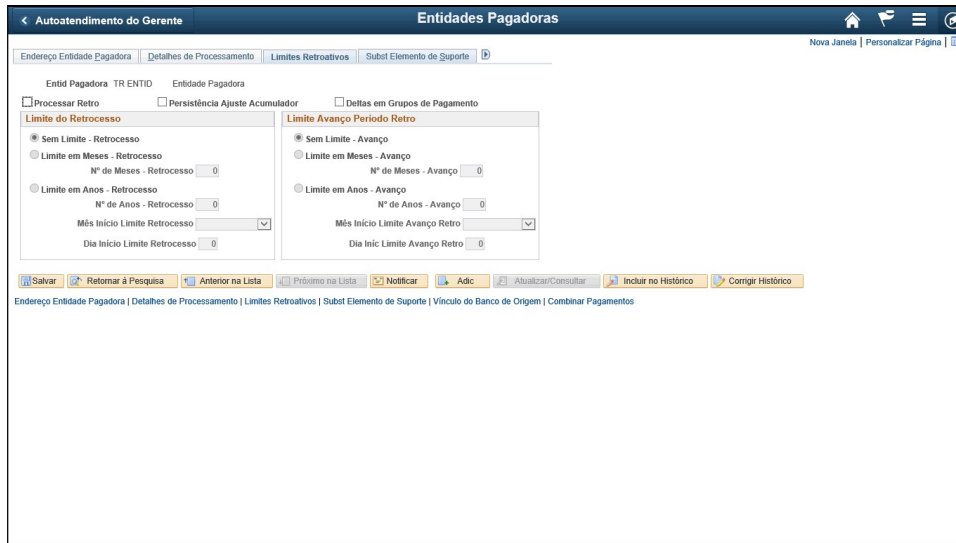 Autoatendimento do Gerente
Entidades Pagadoras
Nova Janela | Personalizar Página |
Endereço Entidade Pagadora
Detalhes de Processamento
Limites Retroativos
Subst Elemento de Suporte
Entid Pagadora TR ENTID Entidade Pagadora
Processar Retro
Persistência Ajuste Acumulador
Deltas em Grupos de Pagamento
Limite do Retrocesso
Sem Limite - Retrocesso
Limite em Meses - Retrocesso
Nº de Meses - Retrocesso 0
Limite em Anos - Retrocesso
Nº de Anos - Retrocesso 0
Mês Início Limite Retrocesso
Dia Início Limite Retrocesso 0
Limite Avanço Período Retro
Sem Limite - Avanço
Limite em Meses - Avanço
Nº de Meses - Avanço 0
Limite em Anos - Avanço
Nº de Anos - Avanço 0
Mês Início Limite Avanço Retro
Dia Iníc Limite Avanço Retro 0
Salvar
Retornar à Pesquisa
Anterior na Lista
Próximo na Lista
Notificar
Adic
Atualizar/Consultar
Incluir no Histórico
Corrigir Histórico
Endereço Entidade Pagadora | Detalhes de Processamento | Limites Retroativos | Subst Elemento de Suporte | Vínculo do Banco de Origem | Combinar Pagamentos